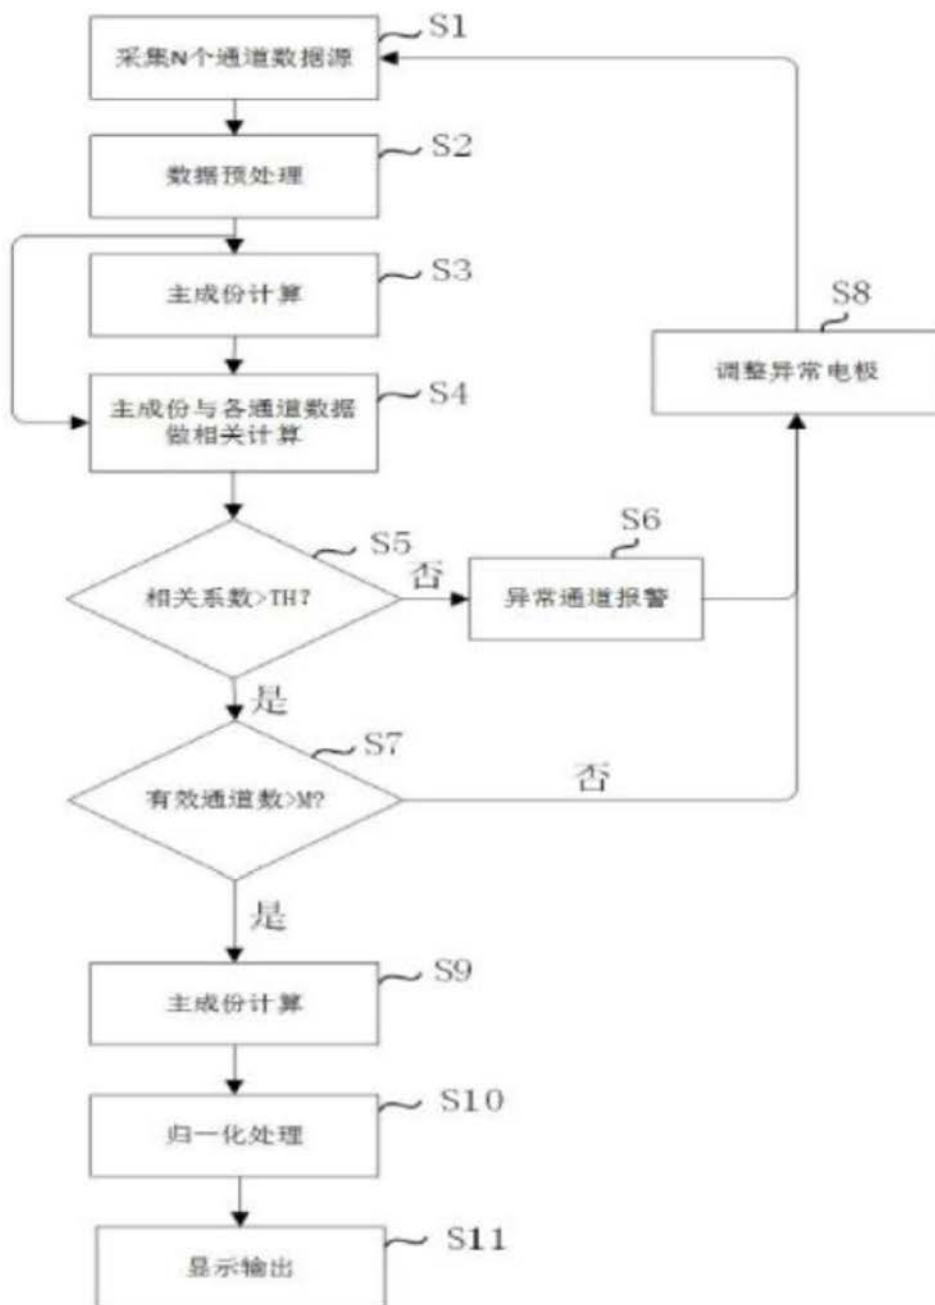 采集N个通道数据源
S1
数据预处理
S2
主成份计算
S3
主成份与各通道数据
做相关计算
S4
相关系数>TH?
S5
否
异常通道报警
S6
调整异常电极
S8
是
有效通道数>M?
S7
否
是
主成份计算
S9
归一化处理
S10
显示输出
S11